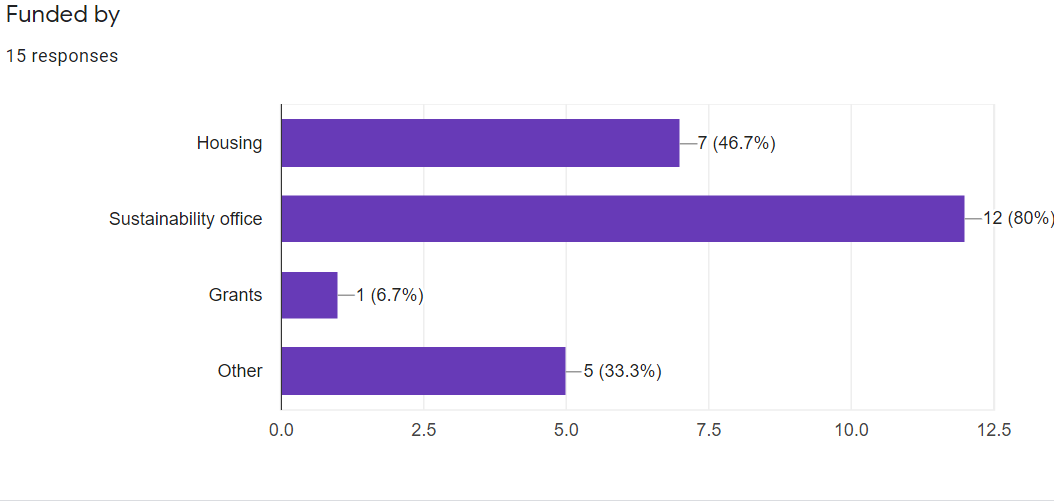 Funded by
15 responses
Housing 7 (46.7%)
Sustainability office 12 (80%)
Grants 1 (6.7%)
Other 5 (33.3%)
0.0 2.5 5.0 7.5 10.0 12.5